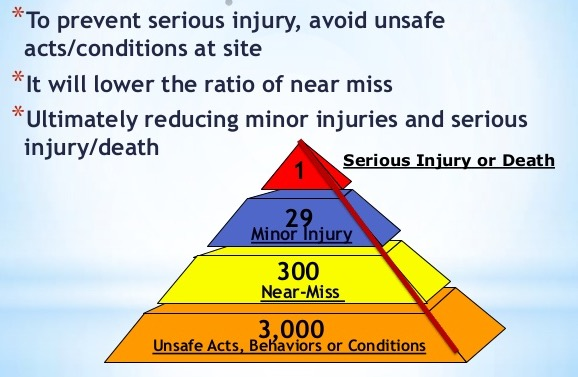 *To prevent serious injury, avoid unsafe
acts/conditions at site
*It will lower the ratio of near miss
*Ultimately reducing minor injuries and serious
injury/death
Serious Injury or Death
1
29
Minor Injury
300
Near-Miss
3,000
Unsafe Acts, Behaviors or Conditions